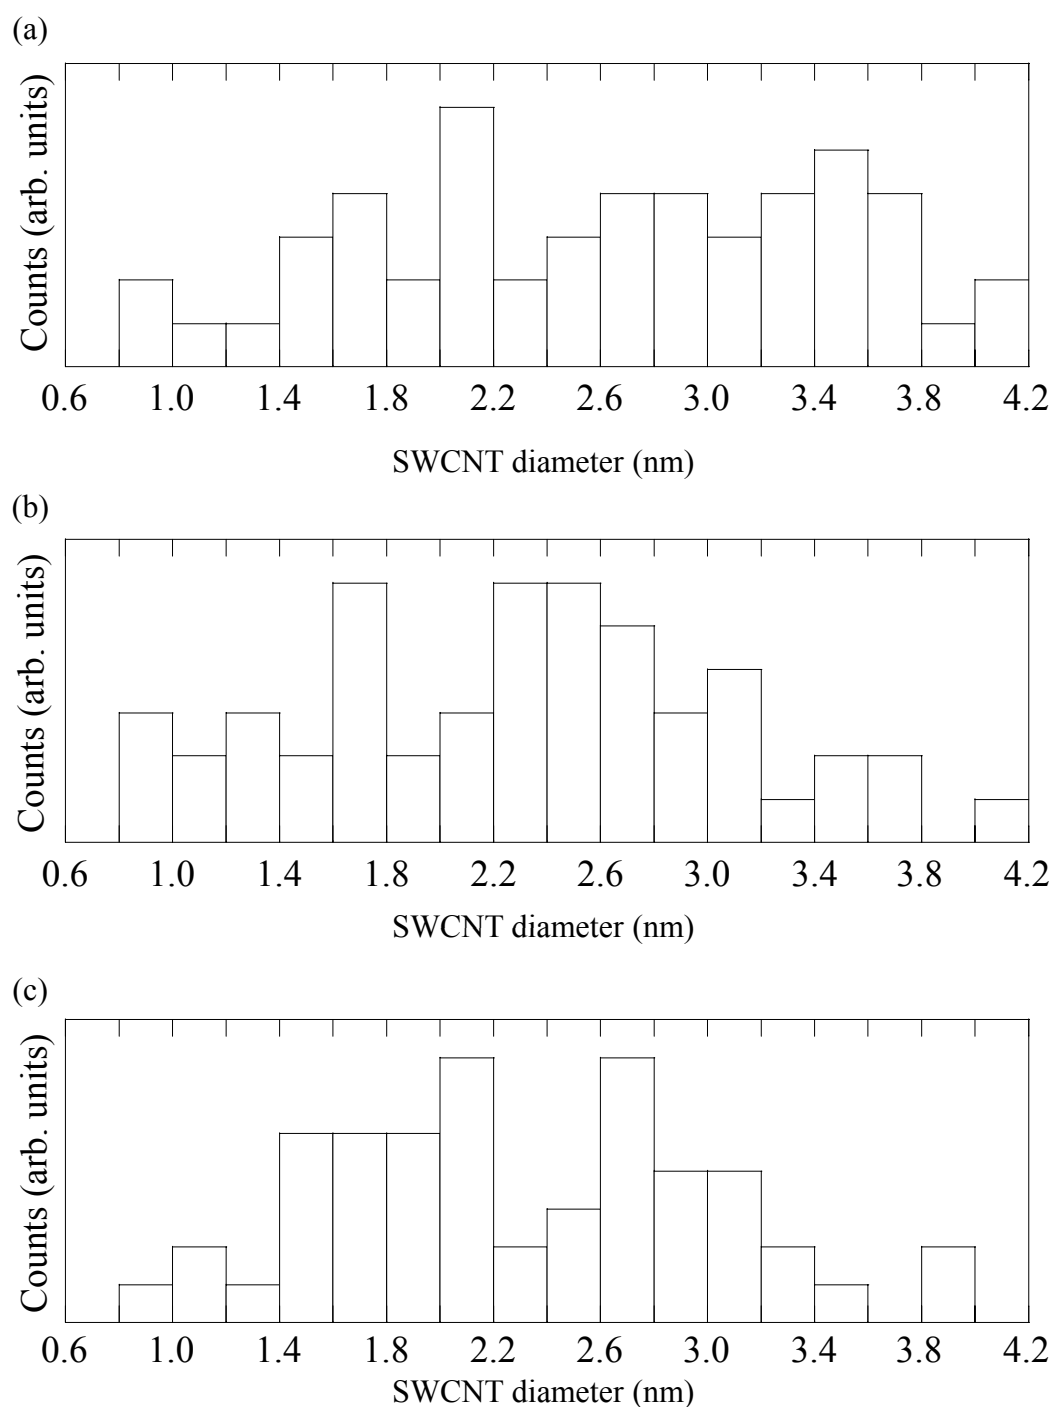 (a)
Counts (arb. units)
0.6 1.0 1.4 1.8 2.2 2.6 3.0 3.4 3.8 4.2
SWCNT diameter (nm)
(b)
Counts (arb. units)
0.6 1.0 1.4 1.8 2.2 2.6 3.0 3.4 3.8 4.2
SWCNT diameter (nm)
(c)
Counts (arb. units)
0.6 1.0 1.4 1.8 2.2 2.6 3.0 3.4 3.8 4.2
SWCNT diameter (nm)